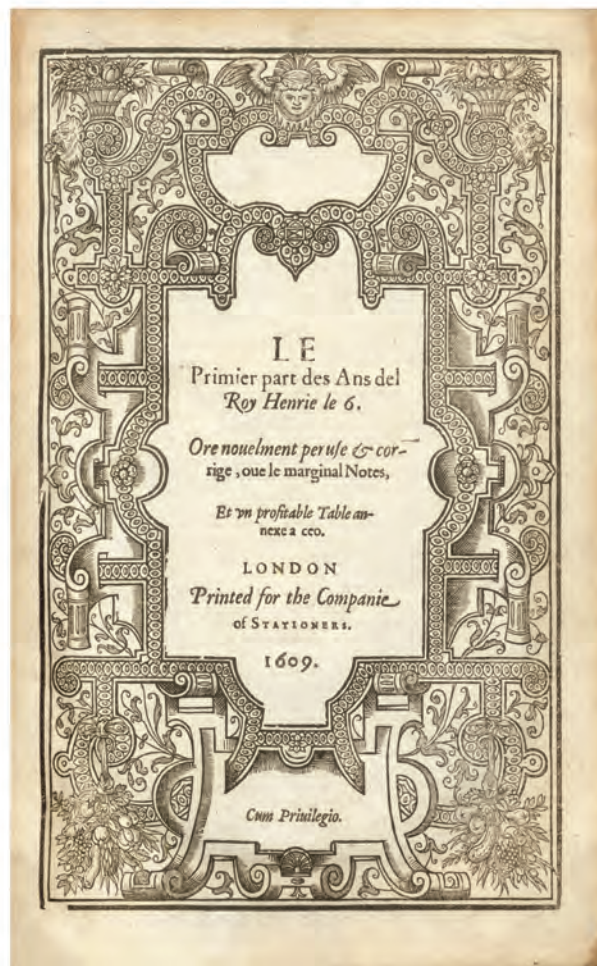 LE
Primier part des Ans del
Roy Henrie le 6.
Ore nouelment peruse & cor-
rige, oue le marginal Notes,
Et vn profitable Table an-
nexe a ceo.
LONDON
Printed for the Companie
of STATIONERS.
1609.
Cum Priuilegio.